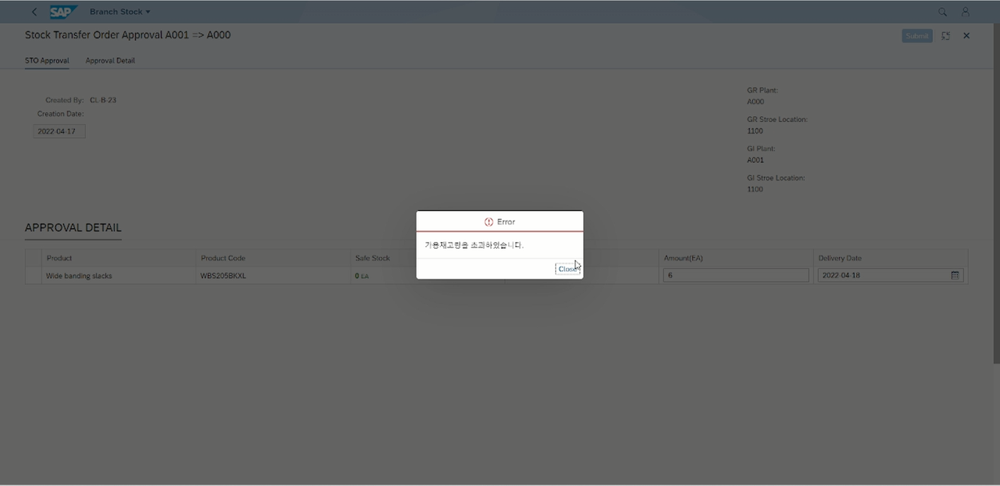 SAP Branch Stock
Stock Transfer Order Approval A001 => A000
Submit
STO Approval Approval Detail
Created By: CL-B-23
Creation Date:
2022-04-17
GR Plant:
A000
GR Stroe Location:
1100
GI Plant:
A001
GI Stroe Location:
1100
APPROVAL DETAIL
Error
가용재고량을 초과하였습니다.
Close
Product Product Code Safe Stock Amount(EA) Delivery Date
Wide banding slacks WBS205BKXL 0 EA 6 2022-04-18